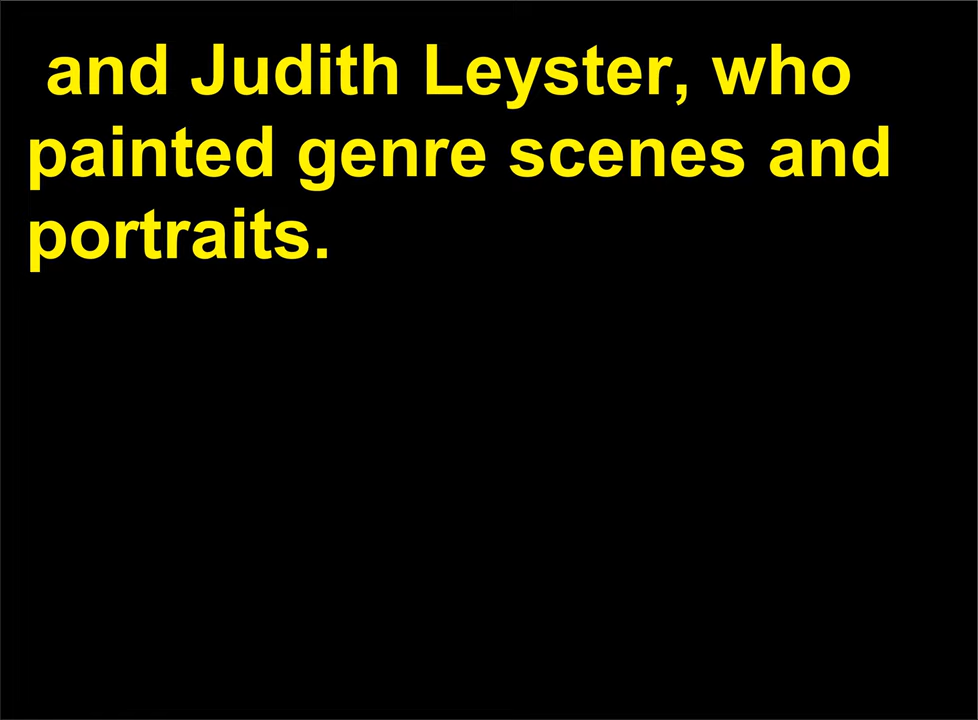 and Judith Leyster, who
painted genre scenes and
portraits.